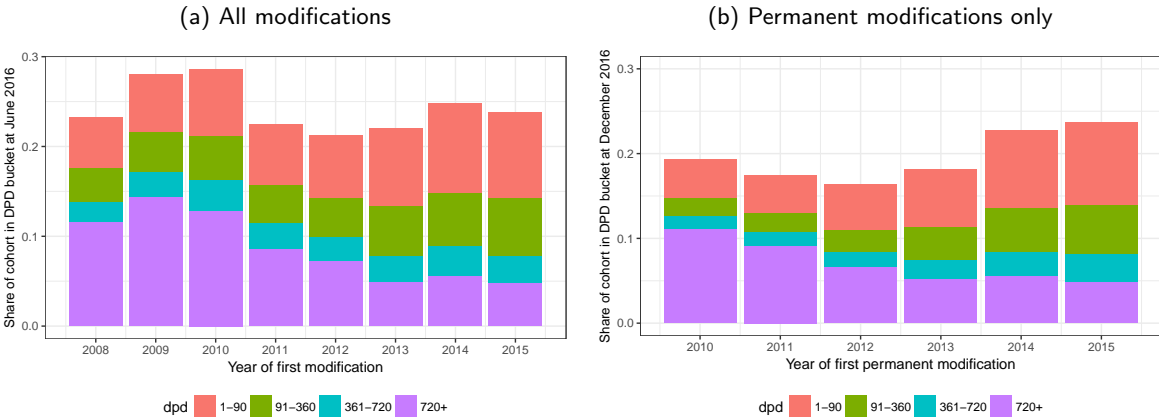 (a) All modifications
Share of cohort in DPD bucket at June 2016
0.3
0.2
0.1
0.0
2008 2009 2010 2011 2012 2013 2014 2015
Year of first modification
dpd 1−90 91−360 361−720 720+
(b) Permanent modifications only
Share of cohort in DPD bucket at December 2016
0.3
0.2
0.1
0.0
2010 2011 2012 2013 2014 2015
Year of first permanent modification
dpd 1−90 91−360 361−720 720+